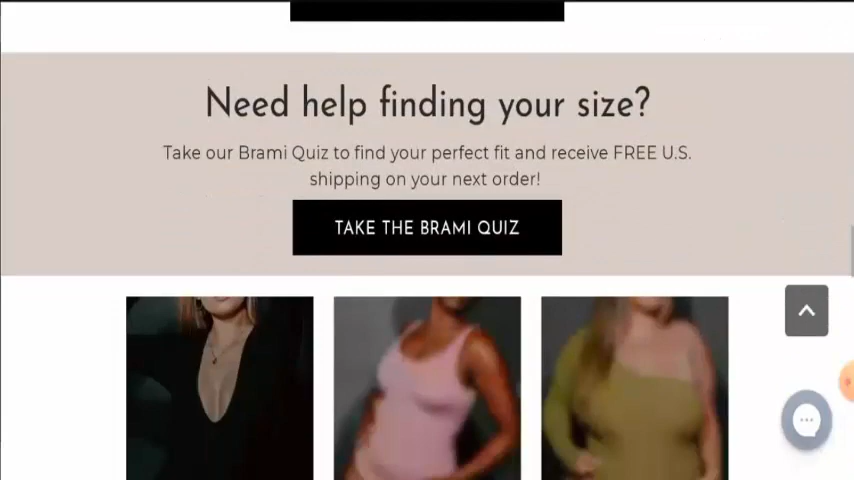 Need help finding your size?
Take our Brami Quiz to find your perfect fit and receive FREE U.S.
shipping on your next order!
TAKE THE BRAMI QUIZ